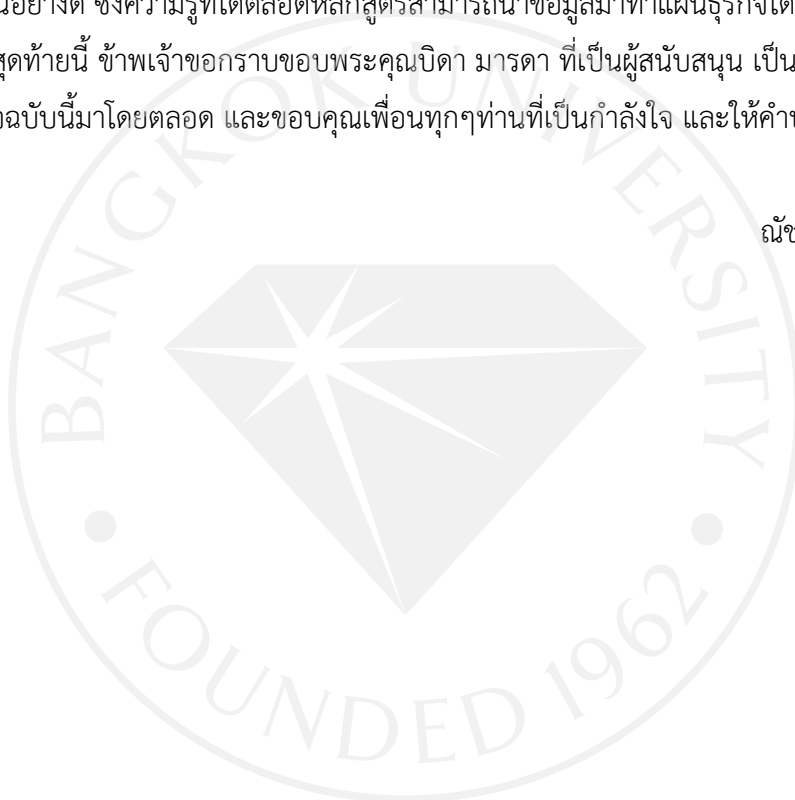 นอย่างดี ซึ่งความรู้ที่ได้ตลอดหลักสูตรสามารถนำข้อมูลมาทำแผนธุรกิจได้
สุดท้ายนี้ ข้าพเจ้าขอกราบขอบพระคุณบิดา มารดา ที่เป็นผู้สนับสนุน เป็น
ฉบับนี้มาโดยตลอด และขอบคุณเพื่อนทุกๆท่านที่เป็นกำลังใจ และให้คำ
ณัช
BANGKOK UNIVERSITY
FOUNDED 1962